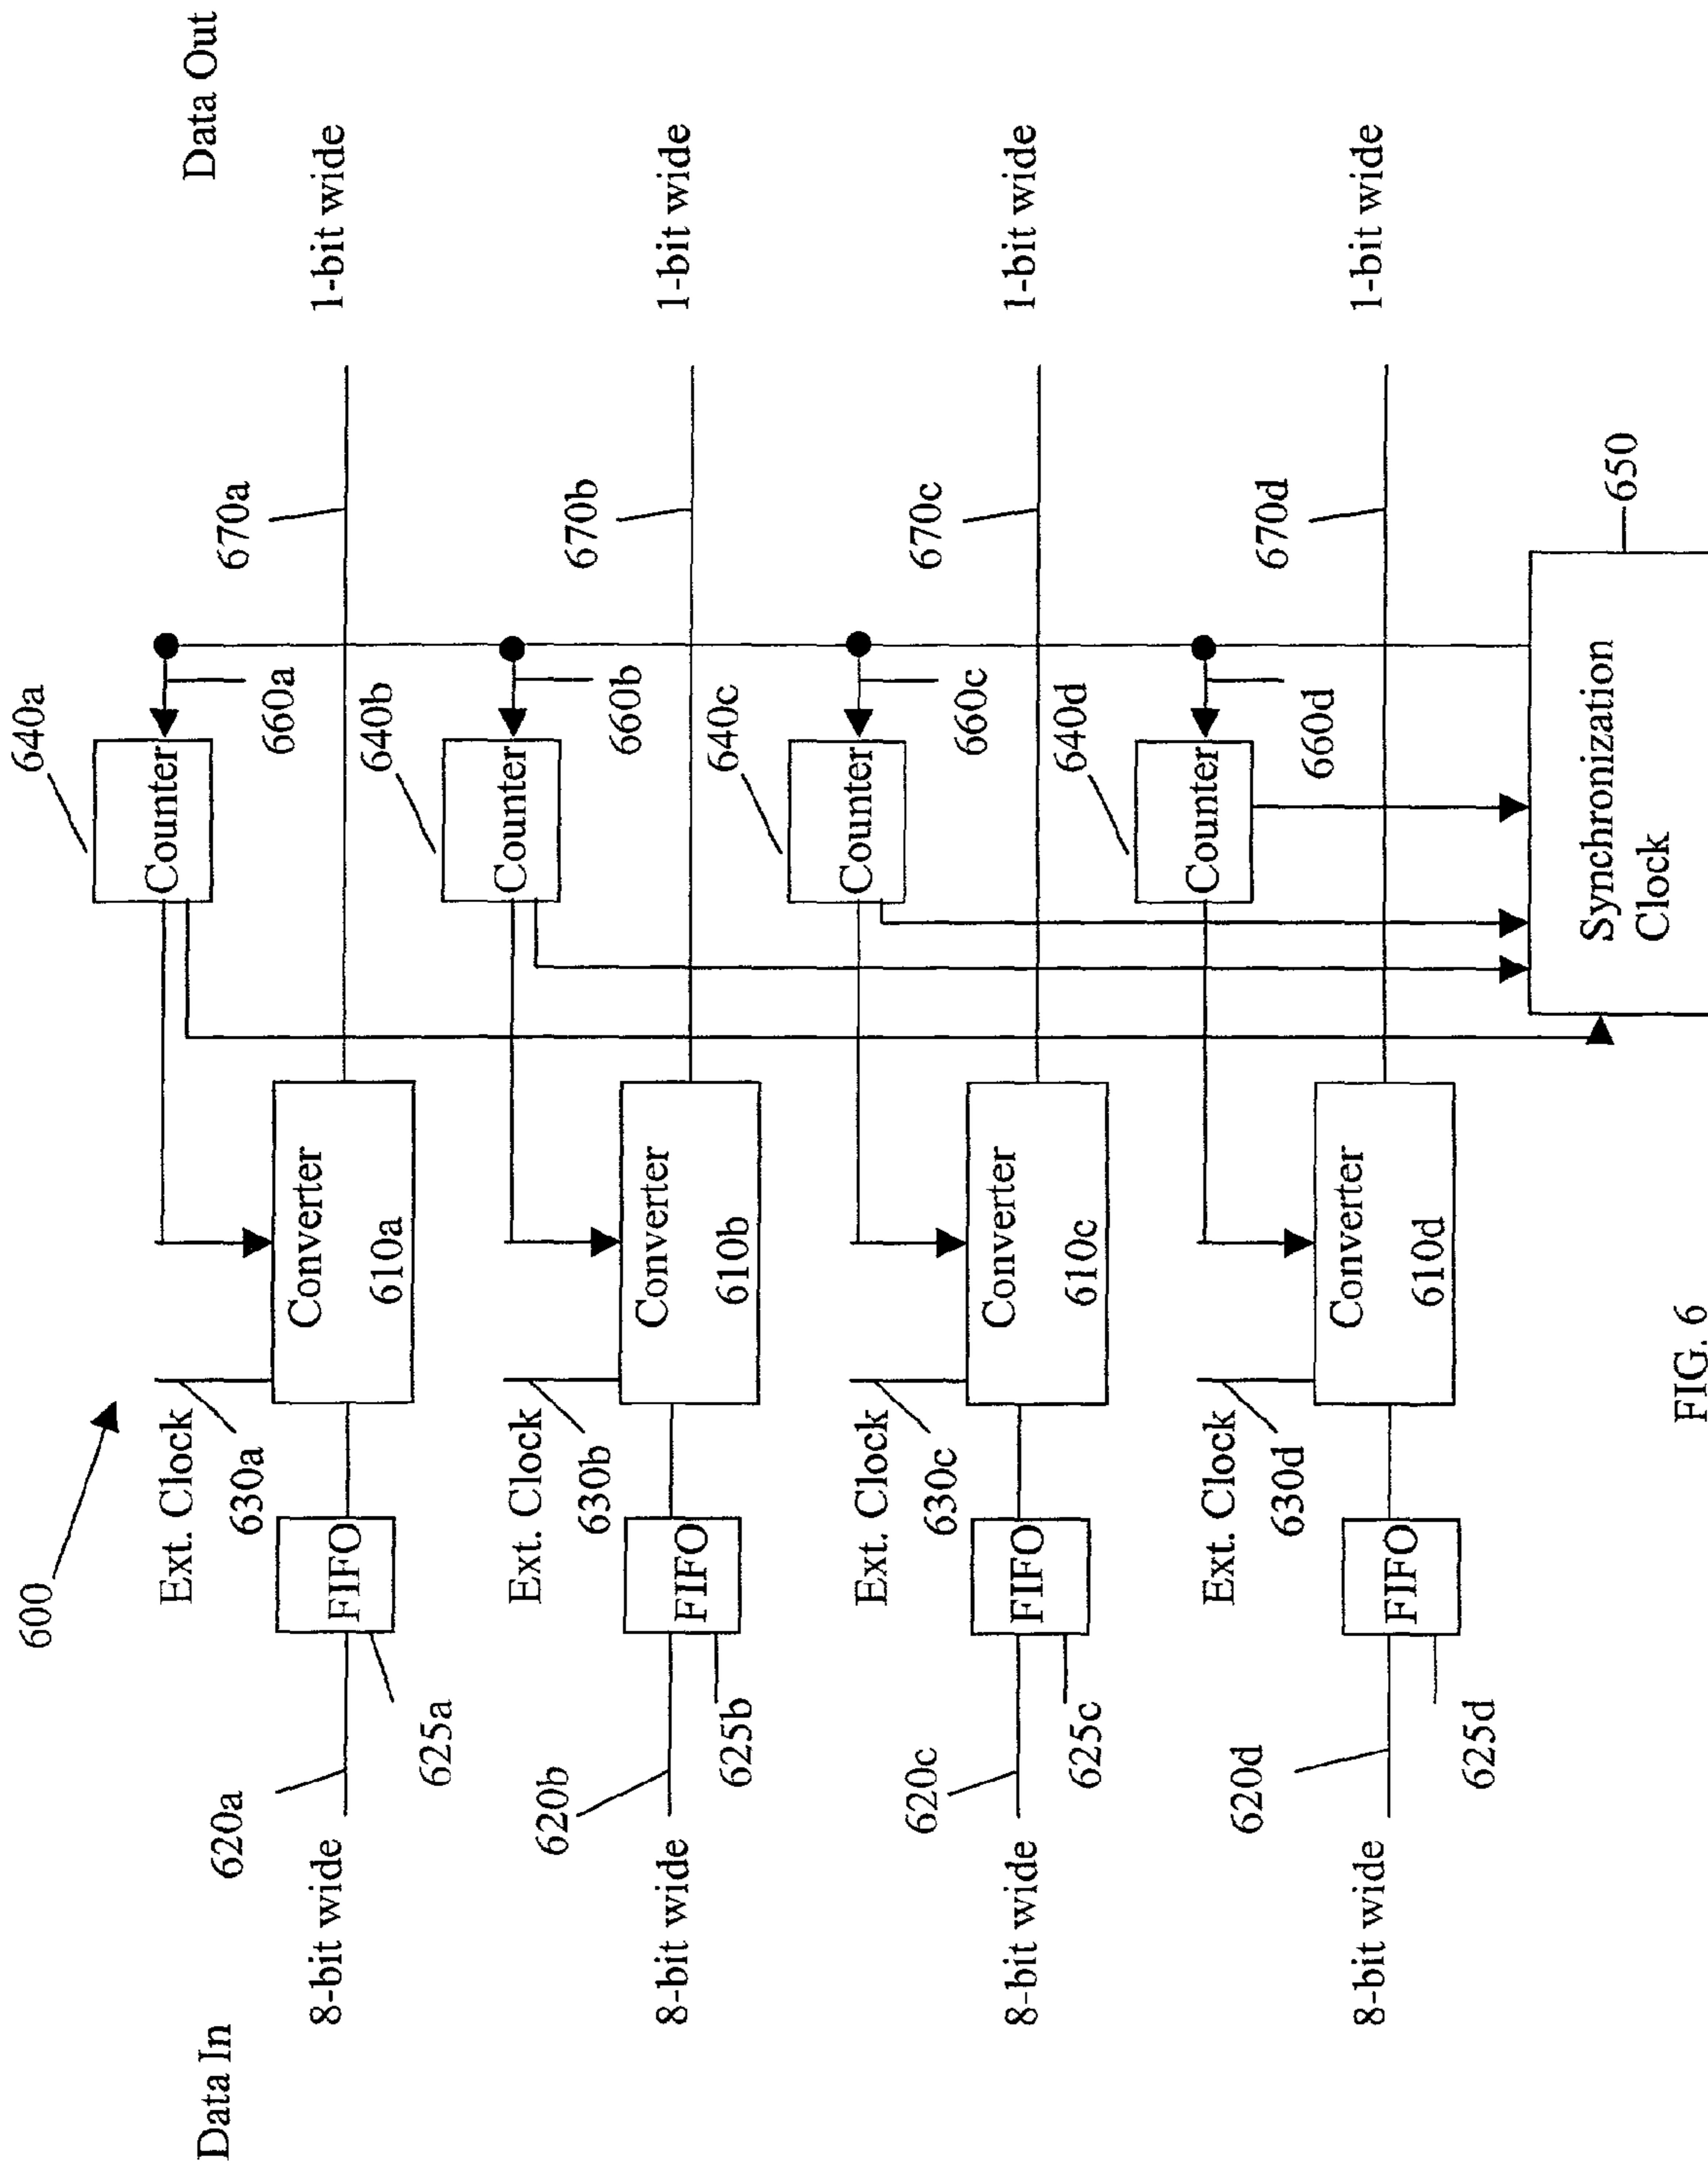 600
Data In
Data Out
640a
Ext. Clock
630a
Counter
660a
620a
670a
8-bit wide
FIFO
625a
Converter
610a
1-bit wide
640b
Ext. Clock
630b
Counter
660b
620b
670b
8-bit wide
FIFO
625b
Converter
610b
1-bit wide
640c
Ext. Clock
630c
Counter
660c
620c
670c
8-bit wide
FIFO
625c
Converter
610c
1-bit wide
640d
Ext. Clock
630d
Counter
660d
620d
670d
8-bit wide
FIFO
625d
Converter
610d
1-bit wide
Synchronization
Clock
650
FIG. 6